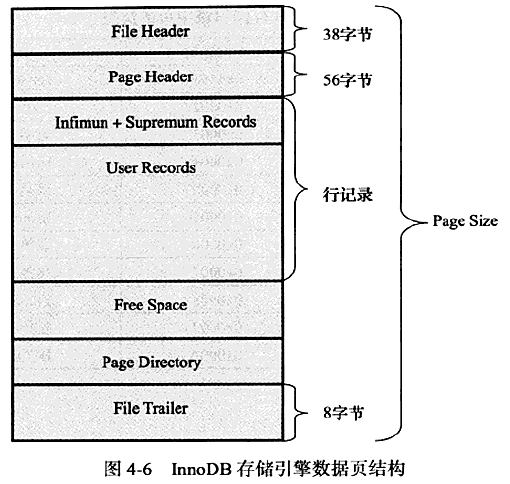 File Header
38字节
Page Header
56字节
Infimun + Supremum Records
User Records
行记录
Page Size
Free Space
Page Directory
File Trailer
8字节
图 4-6 InnoDB 存储引擎数据页结构